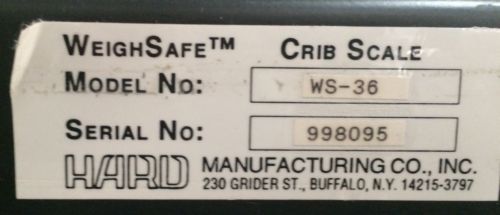 WEIGHSAFE™ CRIB SCALE
MODEL NO: WS-36
SERIAL NO: 998095
HARD MANUFACTURING CO., INC.
230 GRIDER ST., BUFFALO, N.Y. 14215-3797